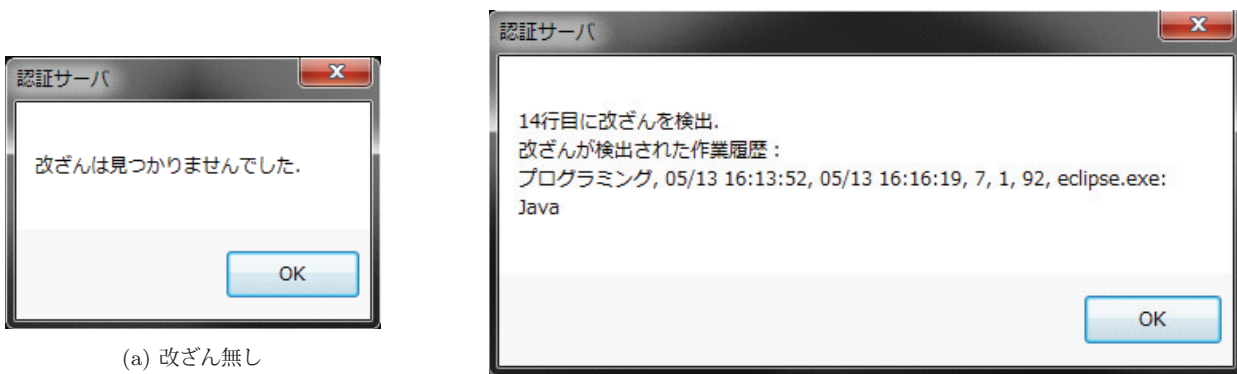 認証サーバ
改ざんは見つかりませんでした.
OK
(a) 改ざん無し
認証サーバ
14行目に改ざんを検出.
改ざんが検出された作業履歴：
プログラミング, 05/13 16:13:52, 05/13 16:16:19, 7, 1, 92, eclipse.exe:
Java
OK